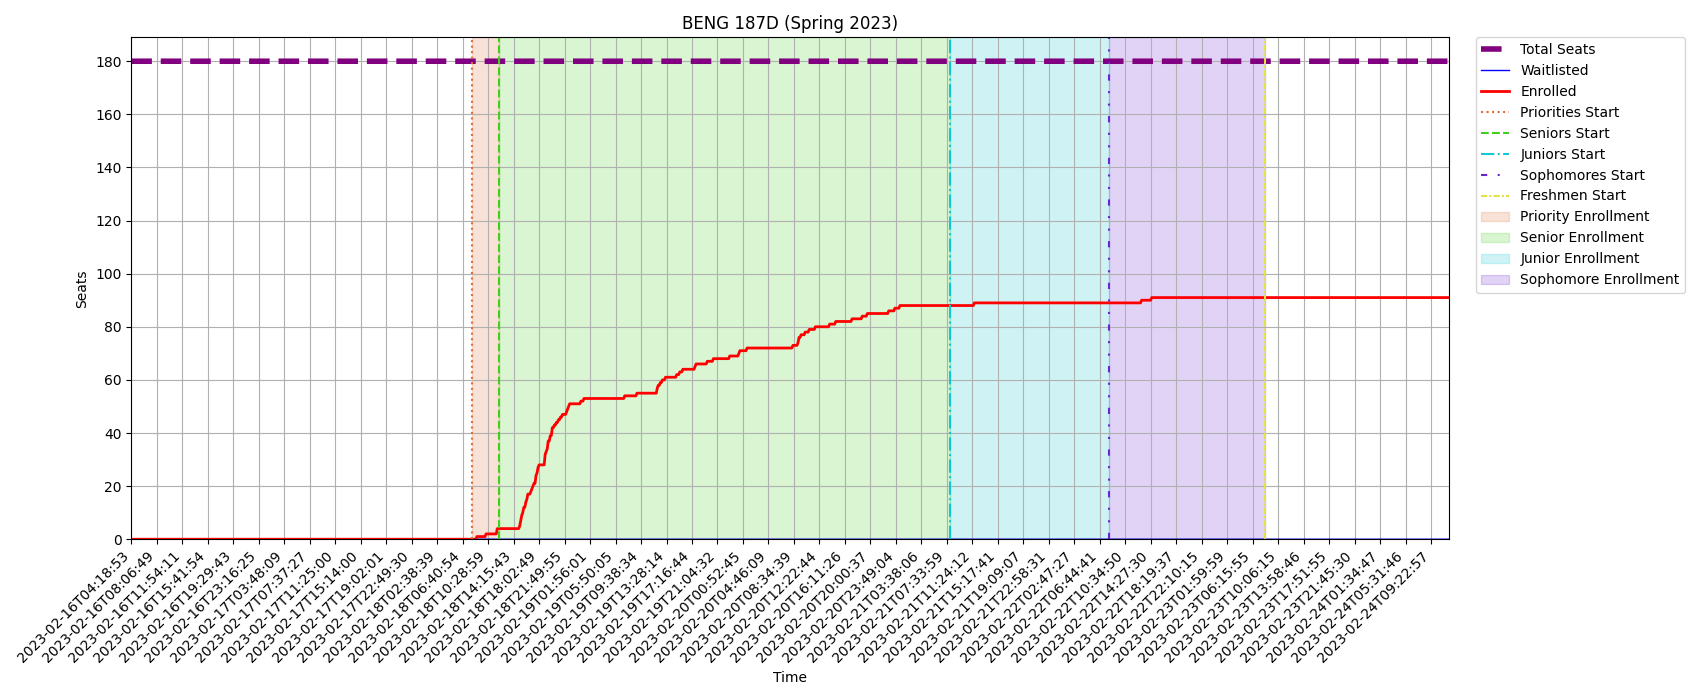 BENG 187D (Spring 2023)
Seats
180
160
140
120
100
80
60
40
20
0
2023-02-16T04:18:53
2023-02-16T08:06:49
2023-02-16T11:54:11
2023-02-16T15:41:54
2023-02-16T19:29:43
2023-02-16T23:16:25
2023-02-17T03:48:09
2023-02-17T07:37:27
2023-02-17T11:25:00
2023-02-17T15:14:00
2023-02-17T19:02:01
2023-02-17T22:49:30
2023-02-18T02:38:39
2023-02-18T06:40:54
2023-02-18T10:28:59
2023-02-18T14:15:43
2023-02-18T18:02:49
2023-02-18T21:49:55
2023-02-19T01:56:01
2023-02-19T05:50:05
2023-02-19T09:38:34
2023-02-19T13:28:14
2023-02-19T17:16:44
2023-02-19T21:04:32
2023-02-20T00:52:45
2023-02-20T04:46:09
2023-02-20T08:34:39
2023-02-20T12:22:44
2023-02-20T16:11:26
2023-02-20T20:00:37
2023-02-20T23:49:04
2023-02-21T03:38:06
2023-02-21T07:33:59
2023-02-21T11:24:12
2023-02-21T15:17:41
2023-02-21T19:09:07
2023-02-21T22:58:31
2023-02-22T02:47:27
2023-02-22T06:44:41
2023-02-22T10:34:50
2023-02-22T14:27:30
2023-02-22T18:19:37
2023-02-22T22:10:15
2023-02-23T01:59:59
2023-02-23T06:15:55
2023-02-23T10:06:15
2023-02-23T13:58:46
2023-02-23T17:51:55
2023-02-23T21:45:30
2023-02-24T01:34:47
2023-02-24T05:31:46
2023-02-24T09:22:57
Time
Total Seats
Waitlisted
Enrolled
Priorities Start
Seniors Start
Juniors Start
Sophomores Start
Freshmen Start
Priority Enrollment
Senior Enrollment
Junior Enrollment
Sophomore Enrollment